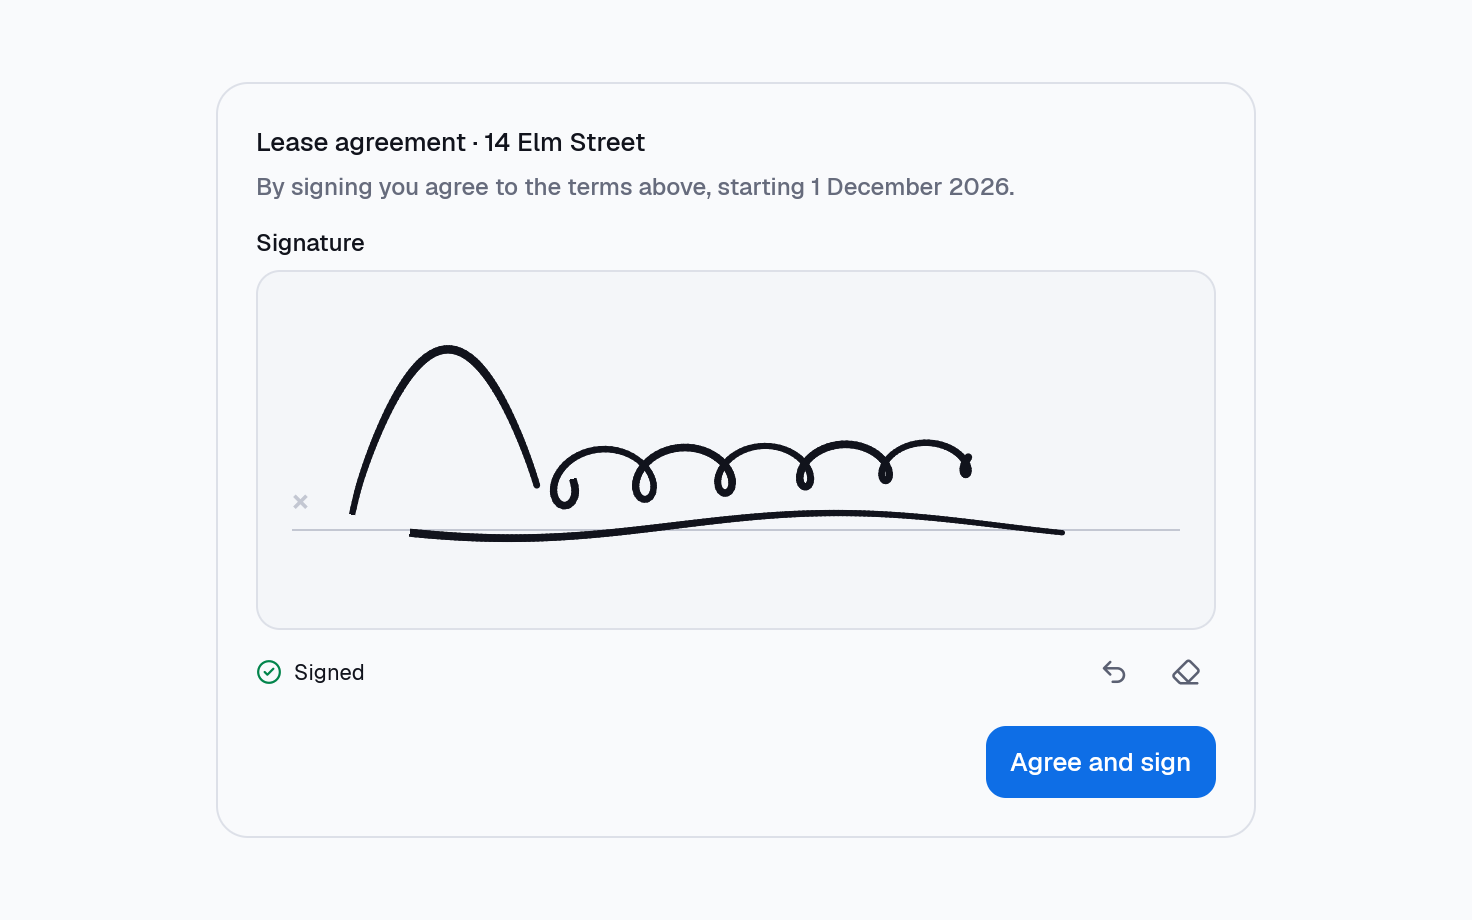 Lease agreement · 14 Elm Street
By signing you agree to the terms above, starting 1 December 2026.
Signature
Signed
Agree and sign